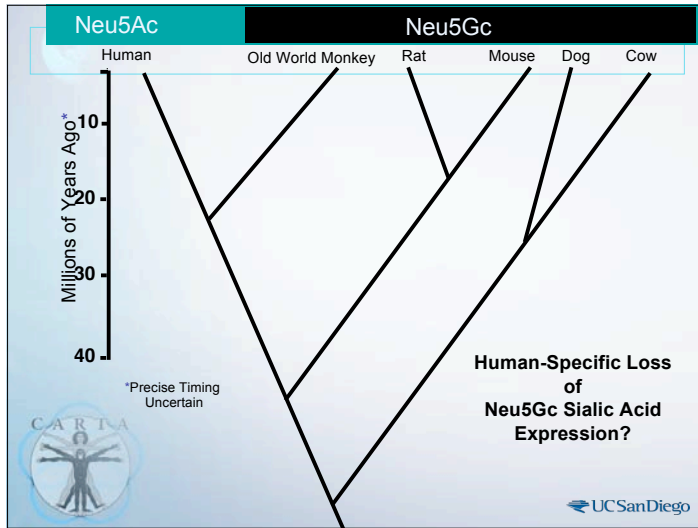 Neu5Ac Neu5Gc
Human Old World Monkey Rat Mouse Dog Cow
Millions of Years Ago*
10
20
30
40
*Precise Timing
Uncertain
Human-Specific Loss
of
Neu5Gc Sialic Acid
Expression?
CARTA
UCSanDiego